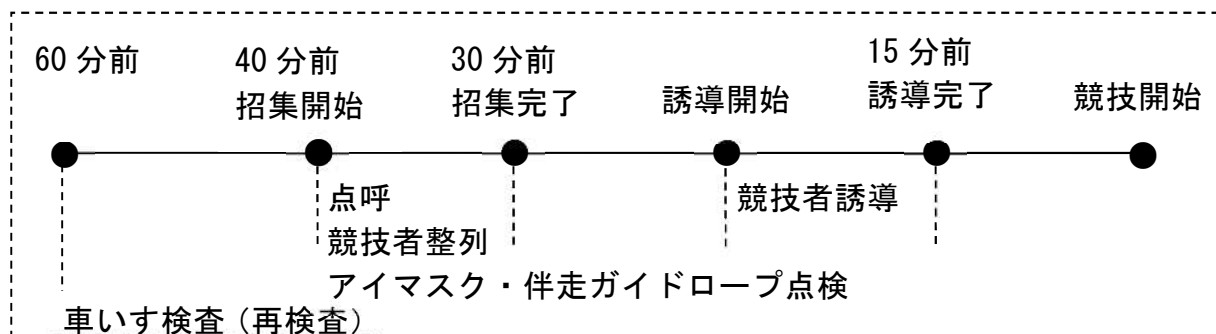 60 分前
40 分前
招集開始
30 分前
招集完了
誘導開始
15 分前
誘導完了
競技開始
点呼
競技者整列
アイマスク・伴走ガイドロープ点検
競技者誘導
車いす検査（再検査）